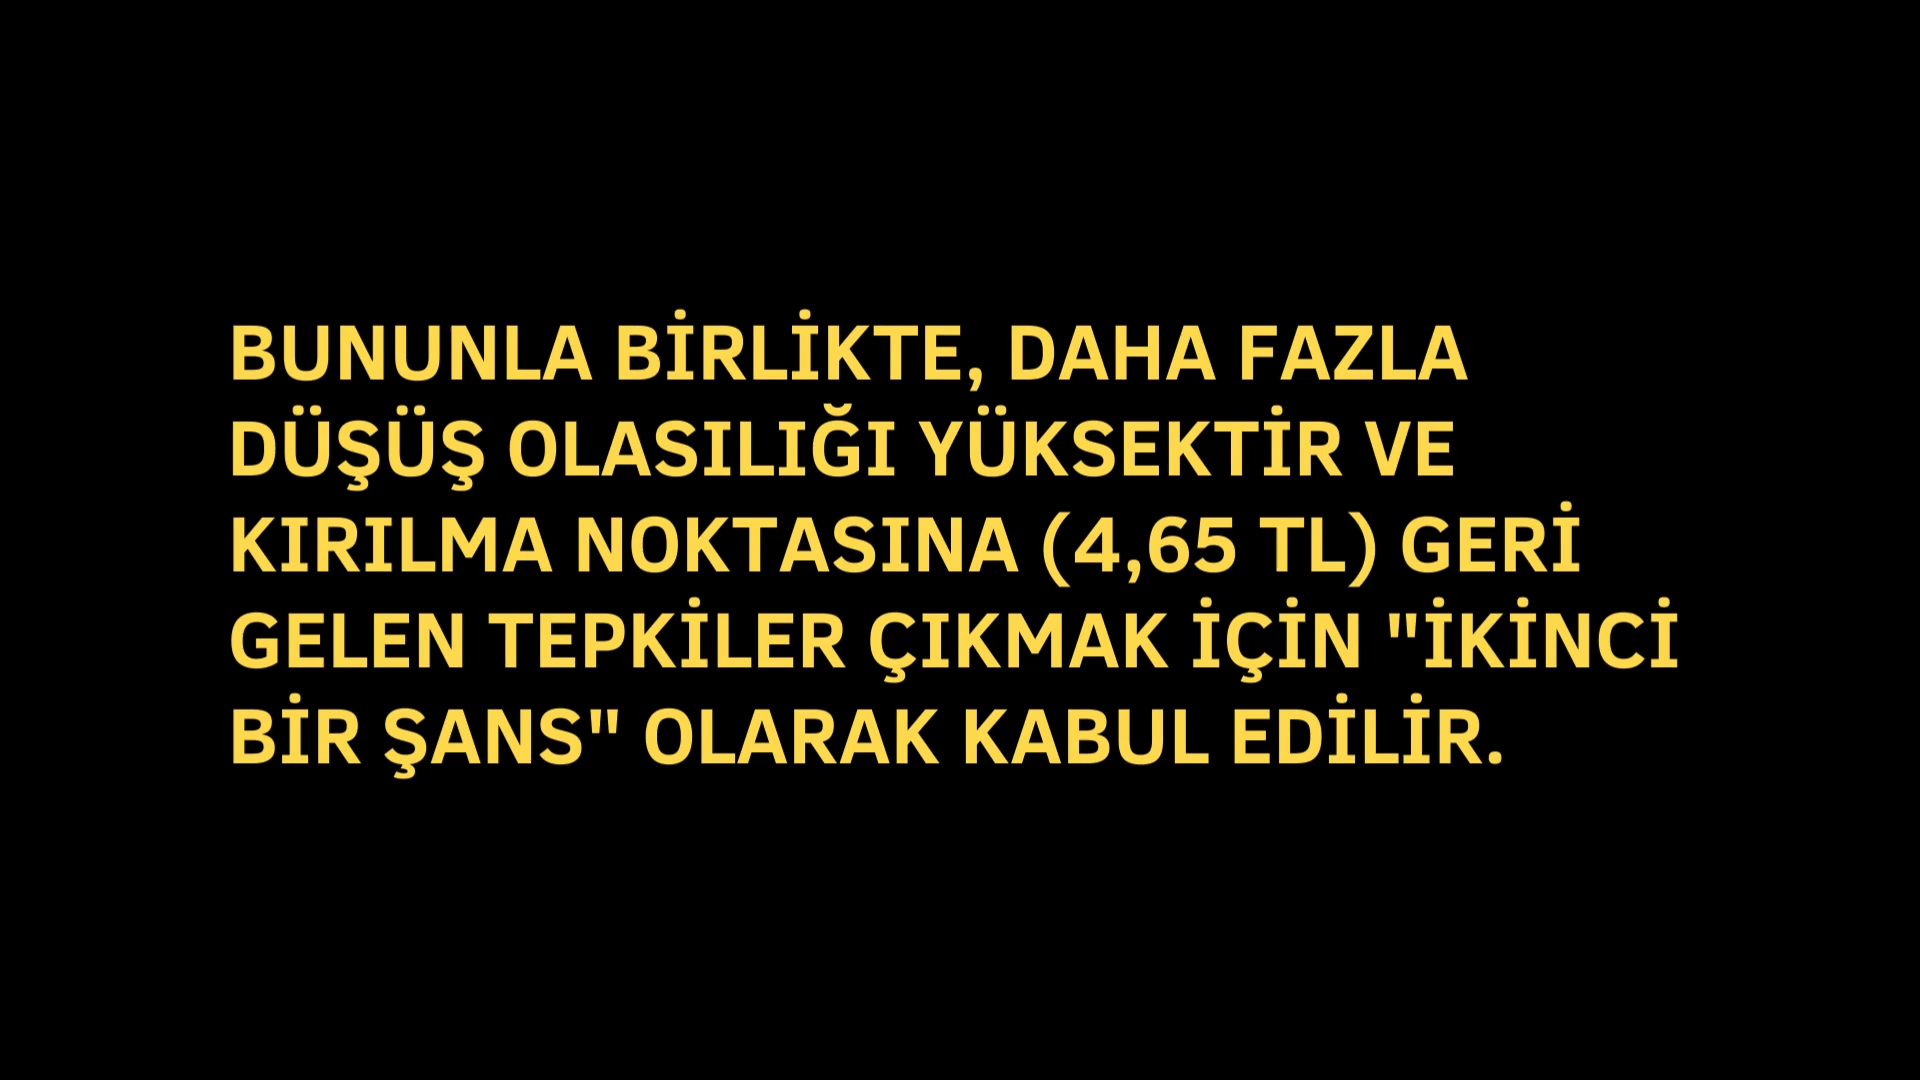 BUNUNLA BİRLİKTE, DAHA FAZLA
DÜŞÜŞ OLASILIĞI YÜKSEKTİR VE
KIRILMA NOKTASINA (4,65 TL) GERİ
GELEN TEPKİLER ÇIKMAK İÇİN "İKİNCİ
BİR ŞANS" OLARAK KABUL EDİLİR.